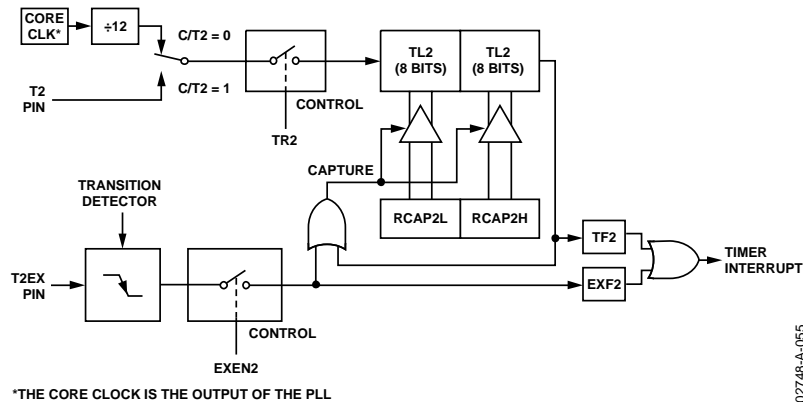 CORE
CLK*
÷12
C/T2 = 0
T2
PIN
C/T2 = 1
CONTROL
TR2
TL2
(8 BITS)
TL2
(8 BITS)
CAPTURE
RCAP2L
RCAP2H
TRANSITION
DETECTOR
T2EX
PIN
CONTROL
EXEN2
TF2
EXF2
TIMER
INTERRUPT
*THE CORE CLOCK IS THE OUTPUT OF THE PLL
02748-A-055